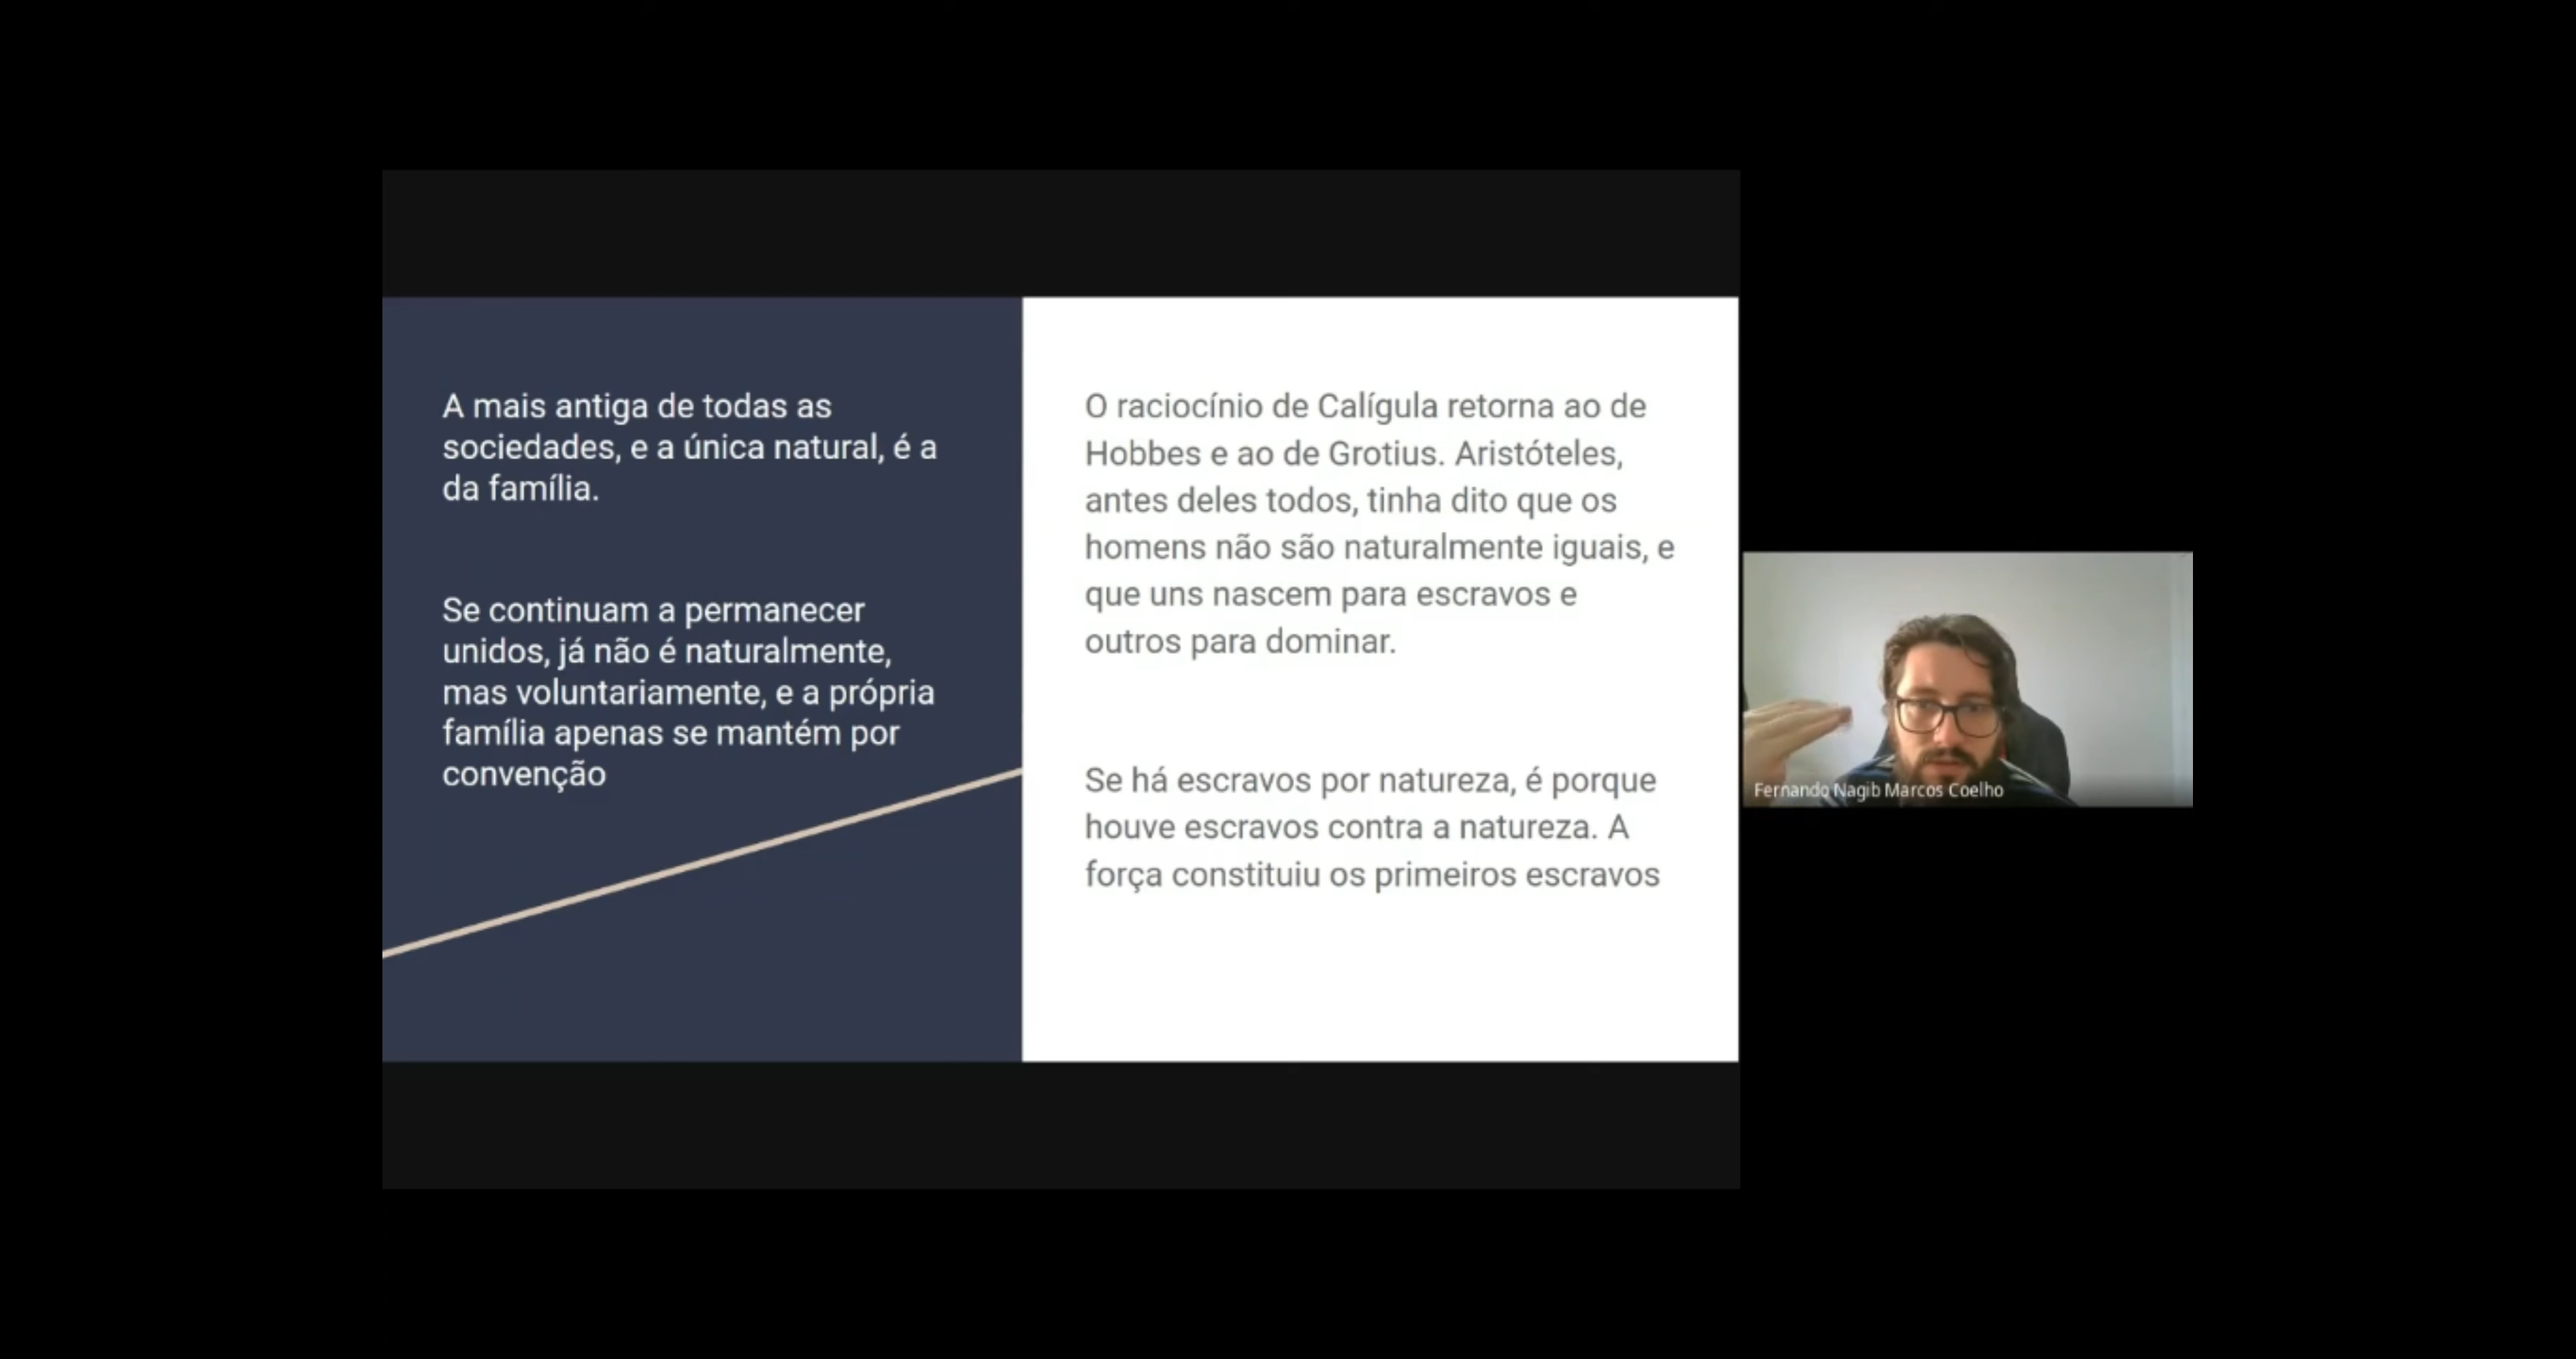 A mais antiga de todas as
sociedades, e a única natural, é a
da família.
Se continuam a permanecer
unidos, já não é naturalmente,
mas voluntariamente, e a própria
família apenas se mantém por
convenção
O raciocínio de Calígula retorna ao de
Hobbes e ao de Grotius. Aristóteles,
antes deles todos, tinha dito que os
homens não são naturalmente iguais, e
que uns nascem para escravos e
outros para dominar.
Se há escravos por natureza, é porque
houve escravos contra a natureza. A
força constituiu os primeiros escravos
Fernando Nagib Marcos Coelho